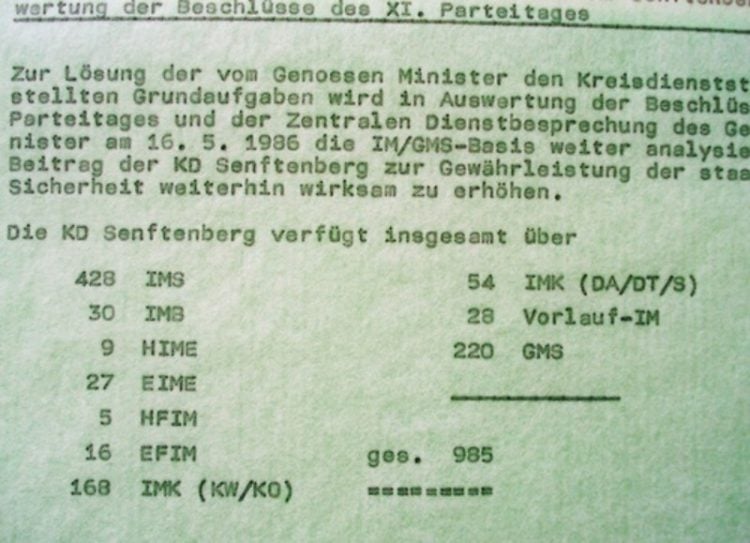 wertung der Beschlüsse des XI. Parteitages
Zur Lösung der vom Genossen Minister den Kreisdienstst
stellten Grundaufgaben wird in Auswertung der Beschlüs
Parteitages und der Zentralen Dienstbesprechung des Ge
nister am 16. 5. 1986 die IM/GMS-Basis weiter analysie
Beitrag der KD Senftenberg zur Gewährleistung der staa
Sicherheit weiterhin wirksam zu erhöhen.
Die KD Senftenberg verfügt insgesamt über
428 IMS 54 IMK (DA/DT/S)
30 IMB 28 Vorlauf-IM
9 HIME 220 GMS
27 EIME
5 HFIM
16 EFIM ges. 985
168 IMK (KW/KO) =========